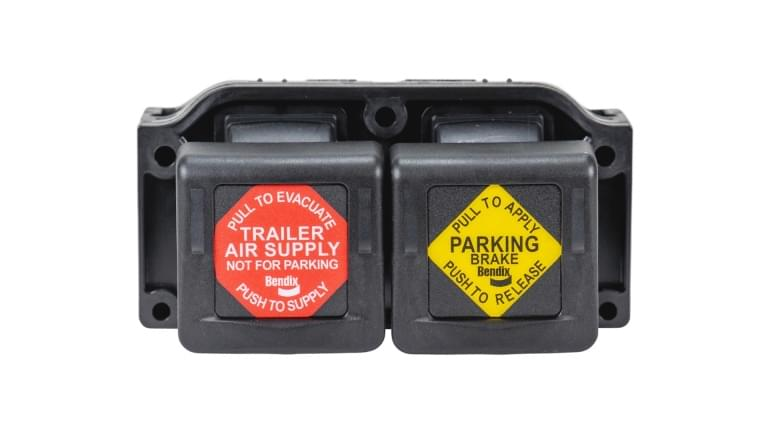 PULL TO EVACUATE
TRAILER
AIR SUPPLY
NOT FOR PARKING
Bendix
PUSH TO SUPPLY
PULL TO APPLY
PARKING
BRAKE
Bendix
PUSH TO RELEASE